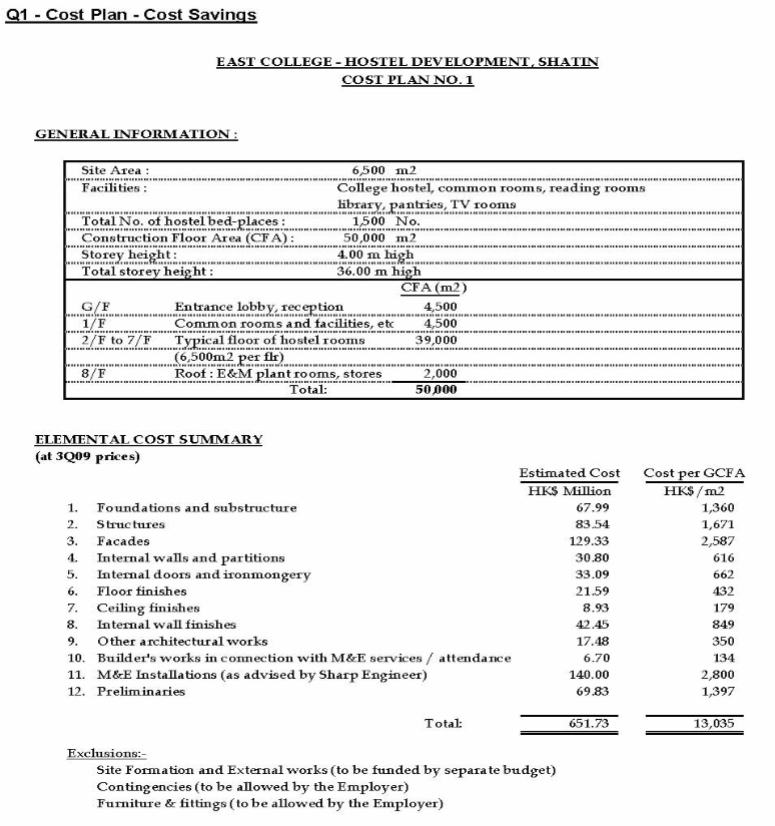 Q1 - Cost Plan - Cost Savings
EAST COLLEGE - HOSTEL DEVELOPMENT, SHATIN
COST PLAN NO. 1
GENERAL INFORMATION :
Site Area : 6,500 m2
Facilities : College hostel, common rooms, reading rooms
library, pantries, TV rooms
Total No. of hostel bed-places : 1,500 No.
Construction Floor Area (CFA) : 50,000 m2
Storey height : 4.00 m high
Total storey height : 36.00 m high
CFA (m2)
G/F Entrance lobby, reception 4,500
1/F Common rooms and facilities, etc 4,500
2/F to 7/F Typical floor of hostel rooms 39,000
(6,500m2 per flr)
8/F Roof : E&M plant rooms, stores 2,000
Total: 50,000
ELEMENTAL COST SUMMARY
(at 3Q09 prices)
Estimated Cost Cost per GCFA
HK$ Million HK$/m2
1. Foundations and substructure 67.99 1,360
2. Structures 83.54 1,671
3. Facades 129.33 2,587
4. Internal walls and partitions 30.80 616
5. Internal doors and ironmongery 33.09 662
6. Floor finishes 21.59 432
7. Ceiling finishes 8.93 179
8. Internal wall finishes 42.45 849
9. Other architectural works 17.48 350
10. Builder's works in connection with M&E services / attendance 6.70 134
11. M&E Installations (as advised by Sharp Engineer) 140.00 2,800
12. Preliminaries 69.83 1,397
Total: 651.73 13,035
Exclusions:-
Site Formation and External works (to be funded by separate budget)
Contingencies (to be allowed by the Employer)
Furniture & fittings (to be allowed by the Employer)